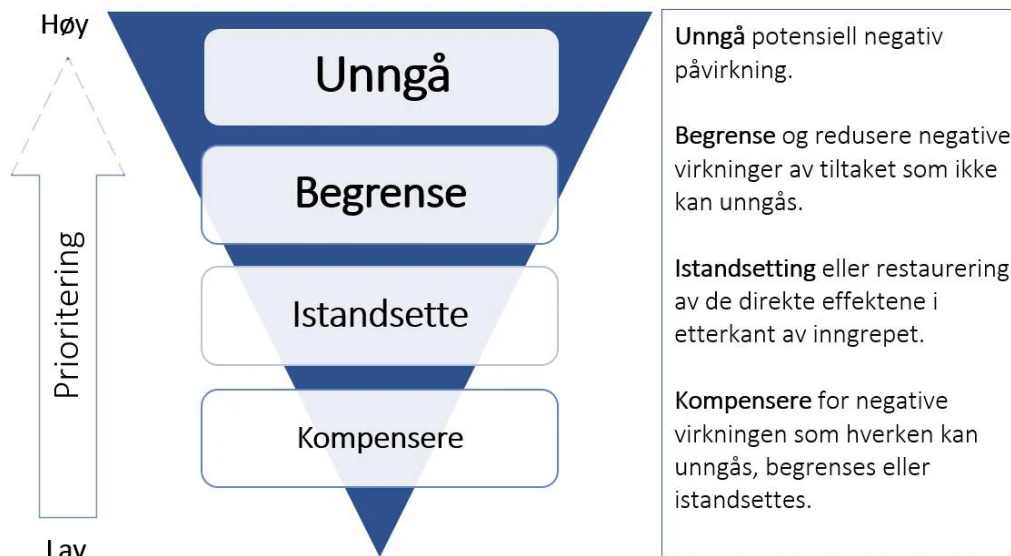 Høy
Prioritering
Lav
Unngå
Begrense
Istandsette
Kompensere
Unngå potensiell negativ
påvirkning.
Begrense og redusere negative
virkninger av tiltaket som ikke
kan unngås.
Istandsetting eller restaurering
av de direkte effektene i
etterkant av inngrepet.
Kompensere for negative
virkningen som hverken kan
unngås, begrenses eller
istandsettes.